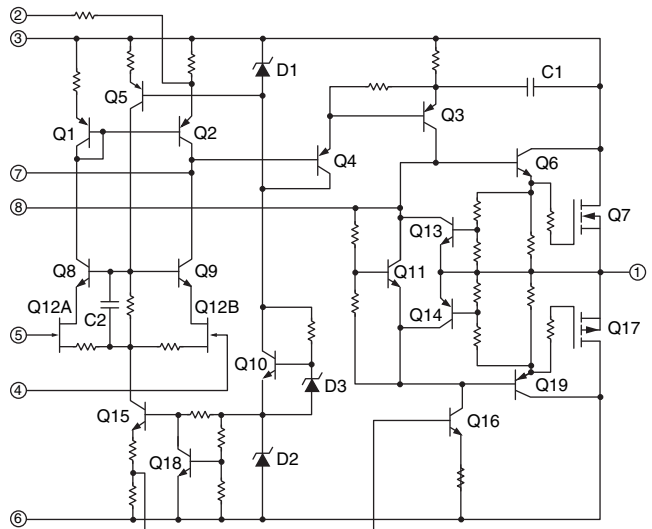 ②
③
D1
C1
Q5
Q3
Q1
Q2
Q4
Q6
⑦
⑧
Q7
Q13
Q8
Q9
Q11
①
Q12A
Q12B
C2
Q14
Q17
⑤
Q10
④
D3
Q19
Q15
Q16
Q18
D2
⑥